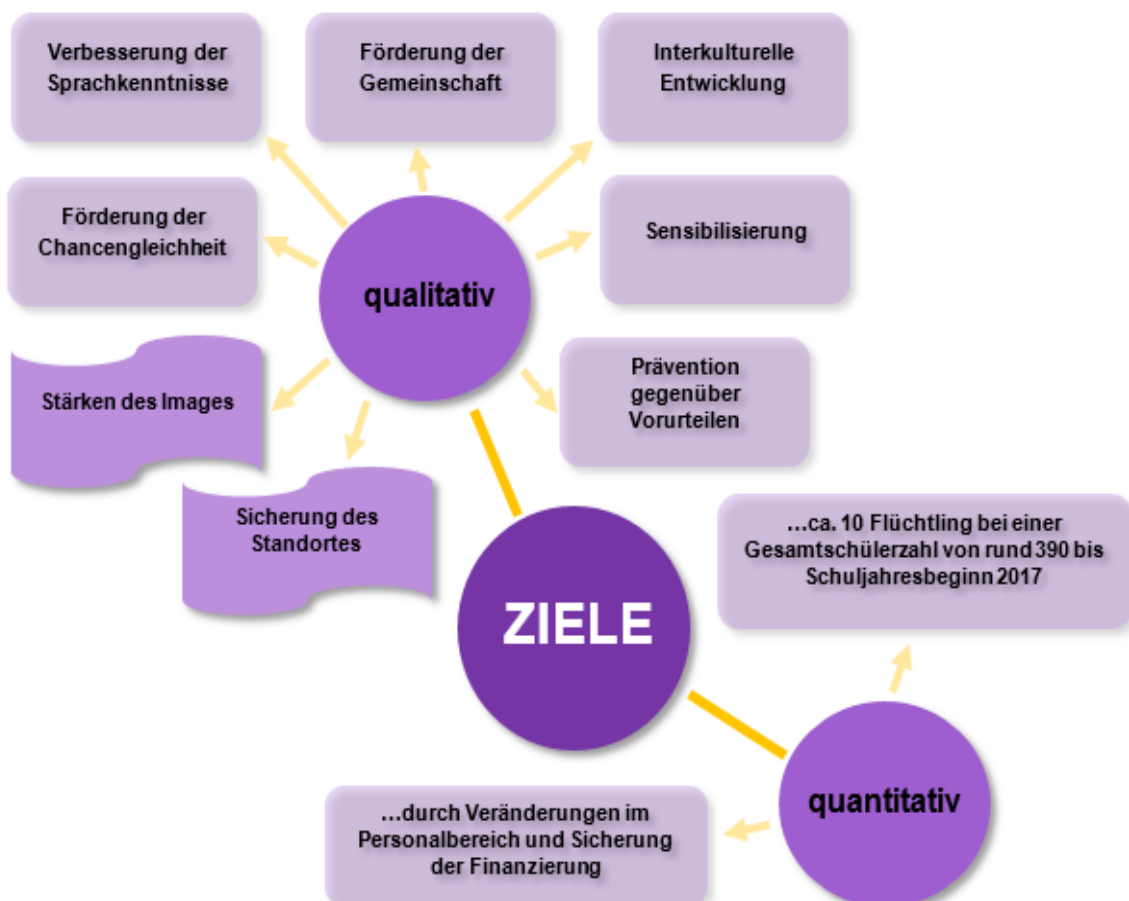 Verbesserung der
Sprachkenntnisse
Förderung der
Gemeinschaft
Interkulturelle
Entwicklung
Förderung der
Chancengleichheit
qualitativ
Sensibilisierung
Stärken des Images
Prävention
gegenüber
Vorurteilen
Sicherung des
Standortes
ZIELE
...ca. 10 Flüchtling bei einer
Gesamtschülerzahl von rund 390 bis
Schuljahresbeginn 2017
quantitativ
...durch Veränderungen im
Personalbereich und Sicherung
der Finanzierung